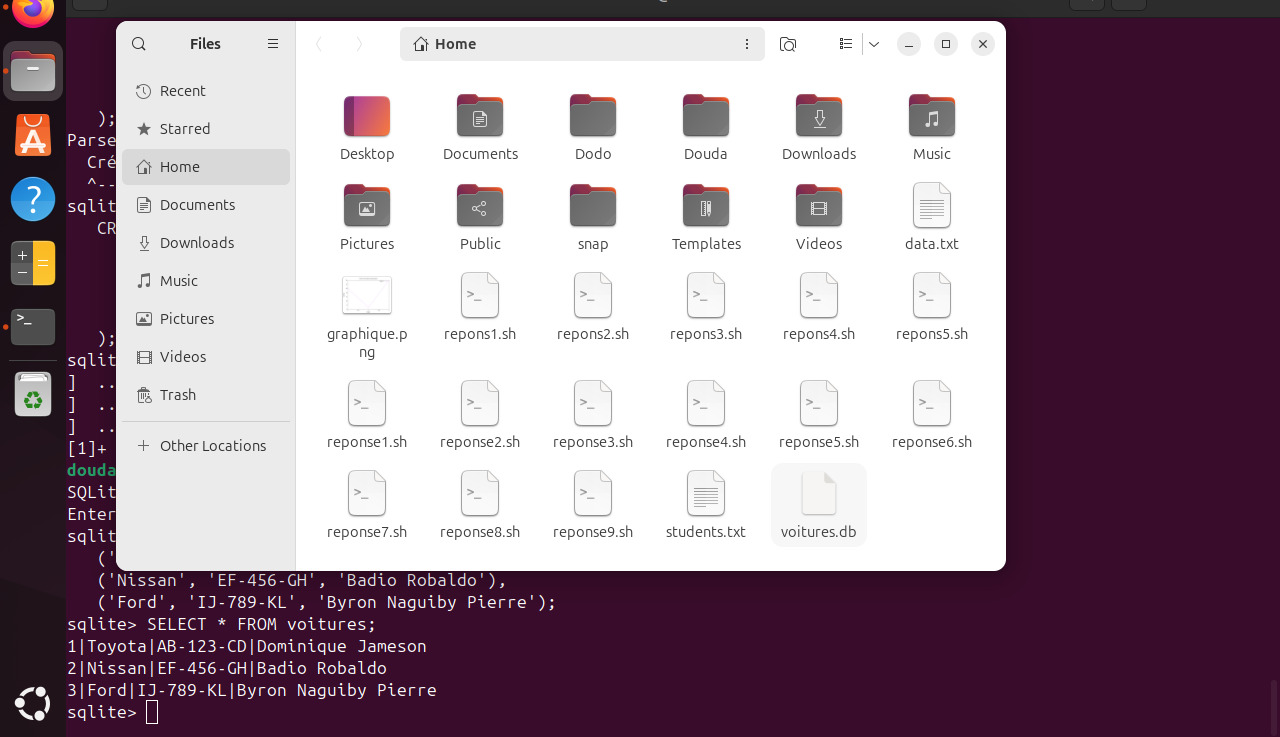 Files
Home
Recent
Starred
Home
Documents
Downloads
Music
Pictures
Videos
Trash
Other Locations
Desktop
Documents
Dodo
Douda
Downloads
Music
Pictures
Public
snap
Templates
Videos
data.txt
graphique.p
ng
repons1.sh
repons2.sh
repons3.sh
repons4.sh
repons5.sh
reponse1.sh
reponse2.sh
reponse3.sh
reponse4.sh
reponse5.sh
reponse6.sh
reponse7.sh
reponse8.sh
reponse9.sh
students.txt
voitures.db
);
Parse
Cré
^--
sqlit
CR
);
sqlit
] ..
] ..
] ..
[1]+
douda
SQLit
Enter
sqlit
('
('Nissan', 'EF-456-GH', 'Badio Robaldo'),
('Ford', 'IJ-789-KL', 'Byron Naguiby Pierre');
sqlite> SELECT * FROM voitures;
1|Toyota|AB-123-CD|Dominique Jameson
2|Nissan|EF-456-GH|Badio Robaldo
3|Ford|IJ-789-KL|Byron Naguiby Pierre
sqlite>